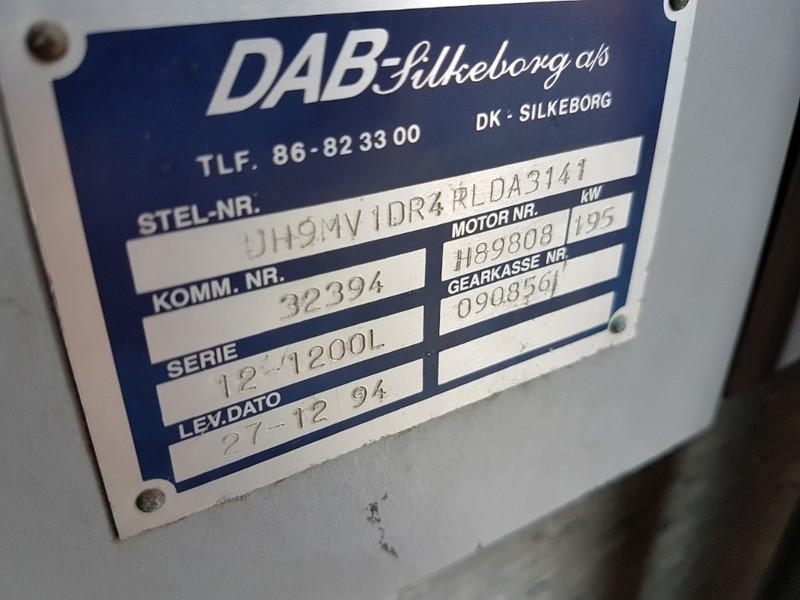 DAB-Silkeborg a/s
TLF. 86-82 33 00 DK - SILKEBORG
STEL-NR. UH9MV1DR4RLDA3141
KOMM. NR. 32394
MOTOR NR. H89808
kW 195
SERIE 12-1200L
GEARKASSE NR. 090856
LEV.DATO 27-12 94